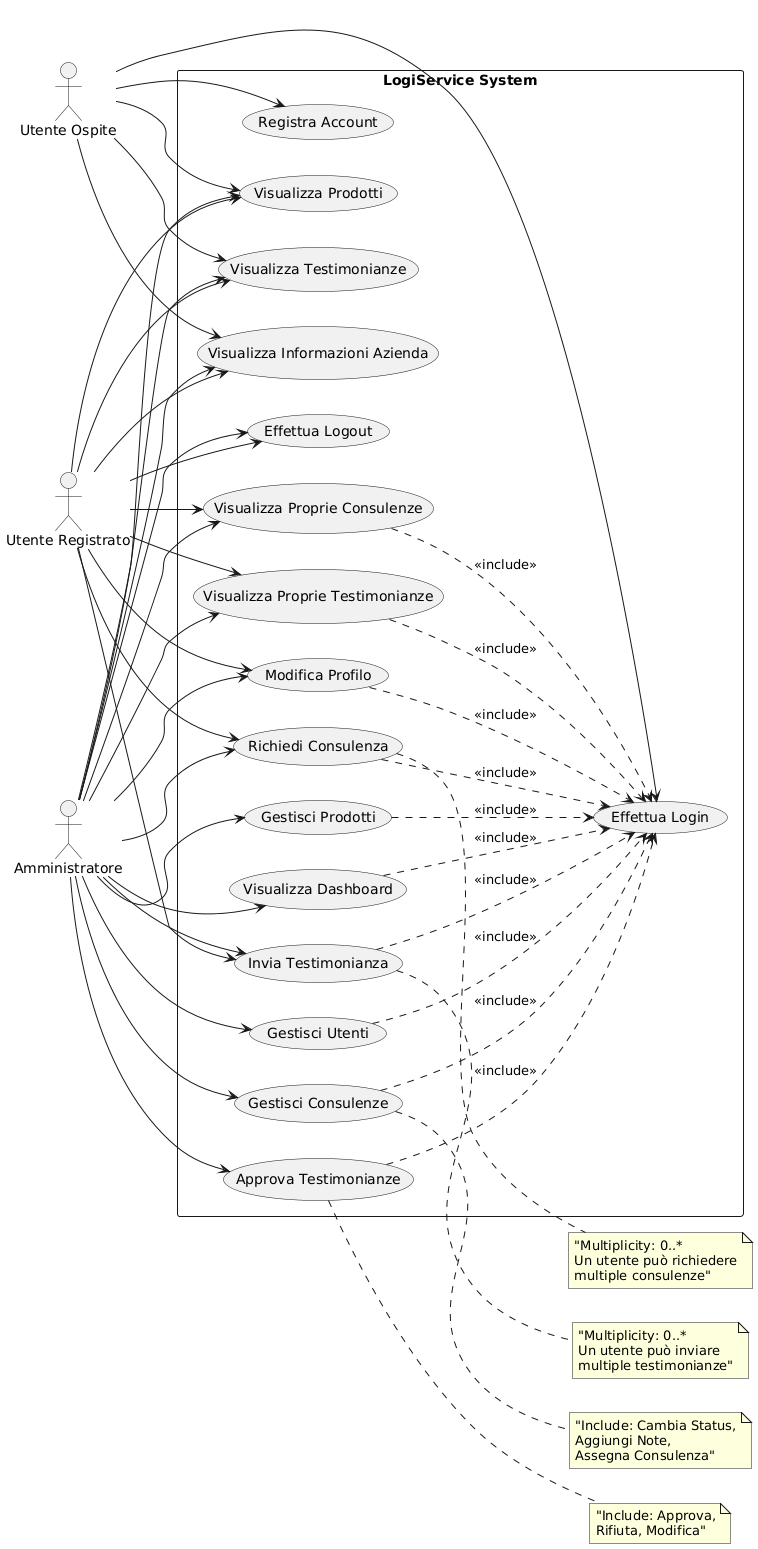 LogiService System
Utente Ospite
Registra Account
Visualizza Prodotti
Visualizza Testimonianze
Visualizza Informazioni Azienda
Effettua Logout
Utente Registrato
Visualizza Proprie Consulenze
«include»
Visualizza Proprie Testimonianze
«include»
Modifica Profilo
«include»
Richiedi Consulenza
«include»
Gestisci Prodotti
«include»
Effettua Login
Amministratore
«include»
Visualizza Dashboard
«include»
Invia Testimonianza
«include»
Gestisci Utenti
«include»
Gestisci Consulenze
«include»
Approva Testimonianze
"Multiplicity: 0..*
Un utente può richiedere
multiple consulenze"
"Multiplicity: 0..*
Un utente può inviare
multiple testimonianze"
"Include: Cambia Status,
Aggiungi Note,
Assegna Consulenza"
"Include: Approva,
Rifiuta, Modifica"